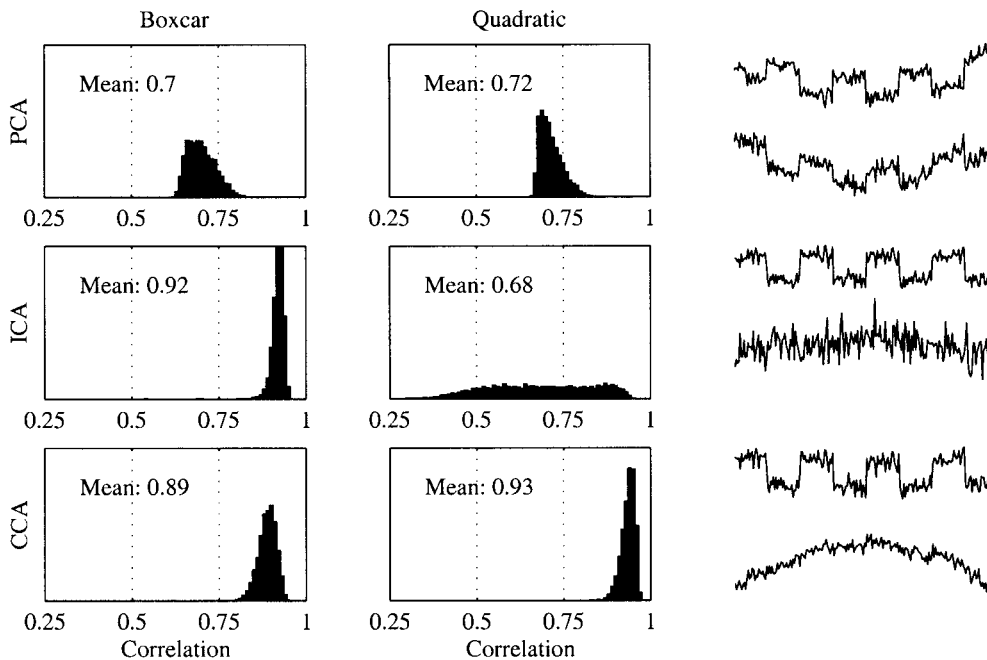 Boxcar Quadratic
PCA
Mean: 0.7
Mean: 0.72
0.25 0.5 0.75 1
0.25 0.5 0.75 1
ICA
Mean: 0.92
Mean: 0.68
0.25 0.5 0.75 1
0.25 0.5 0.75 1
CCA
Mean: 0.89
Mean: 0.93
0.25 0.5 0.75 1
0.25 0.5 0.75 1
Correlation Correlation